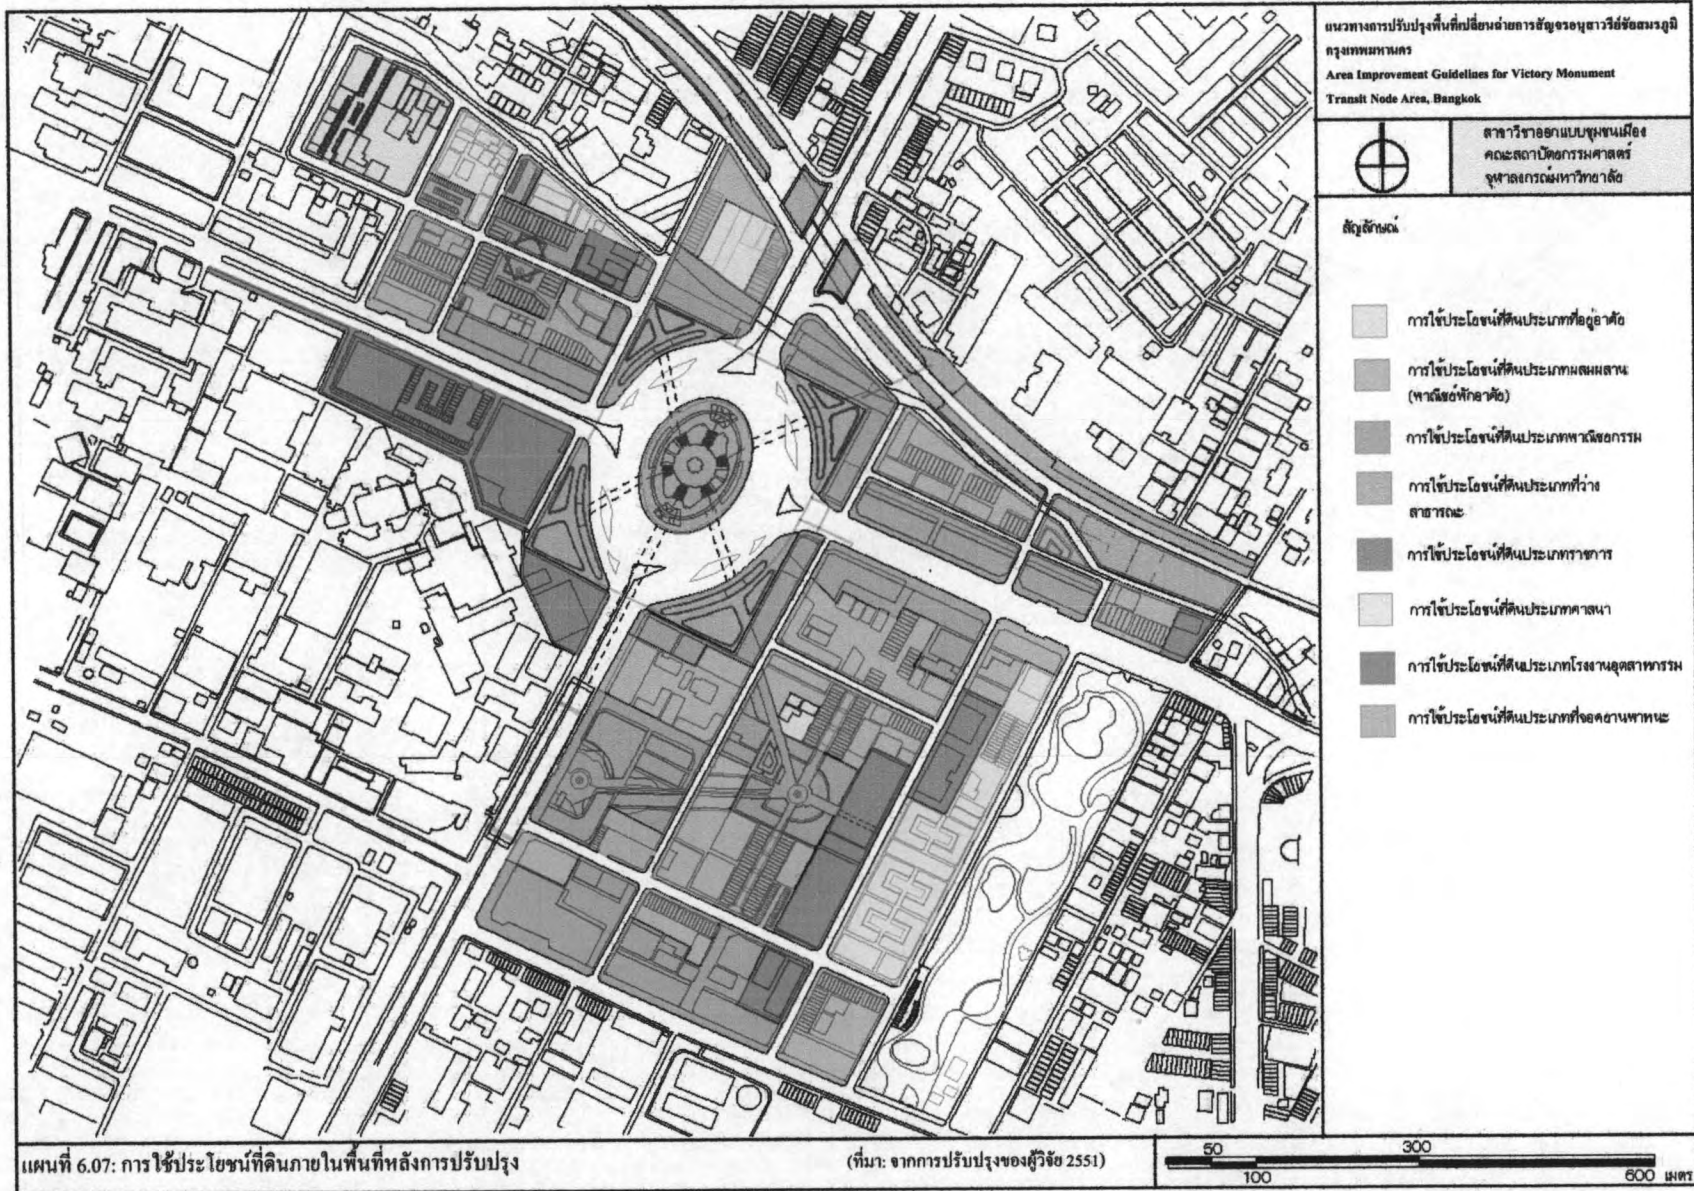 แนวทางการปรับปรุงพื้นที่เปลี่ยนถ่ายการสัญจรอนุสาวรีย์ชัยสมรภูมิ
กรุงเทพมหานคร
Area Improvement Guidelines for Victory Monument
Transit Node Area, Bangkok
สาขาวิชาออกแบบชุมชนเมือง
คณะสถาปัตยกรรมศาสตร์
จุฬาลงกรณ์มหาวิทยาลัย
สัญลักษณ์
การใช้ประโยชน์ที่ดินประเภทที่อยู่อาศัย
การใช้ประโยชน์ที่ดินประเภทผสมผสาน
(พาณิชย์พักอาศัย)
การใช้ประโยชน์ที่ดินประเภทพาณิชยกรรม
การใช้ประโยชน์ที่ดินประเภทที่ว่าง
สาธารณะ
การใช้ประโยชน์ที่ดินประเภทราชการ
การใช้ประโยชน์ที่ดินประเภทศาสนา
การใช้ประโยชน์ที่ดินประเภทโรงงานอุตสาหกรรม
การใช้ประโยชน์ที่ดินประเภทที่จอดยานพาหนะ
แผนที่ 6.07: การใช้ประโยชน์ที่ดินภายในพื้นที่หลังการปรับปรุง
(ที่มา: จากการปรับปรุงของผู้วิจัย 2551)
50 300
100 600 เมตร